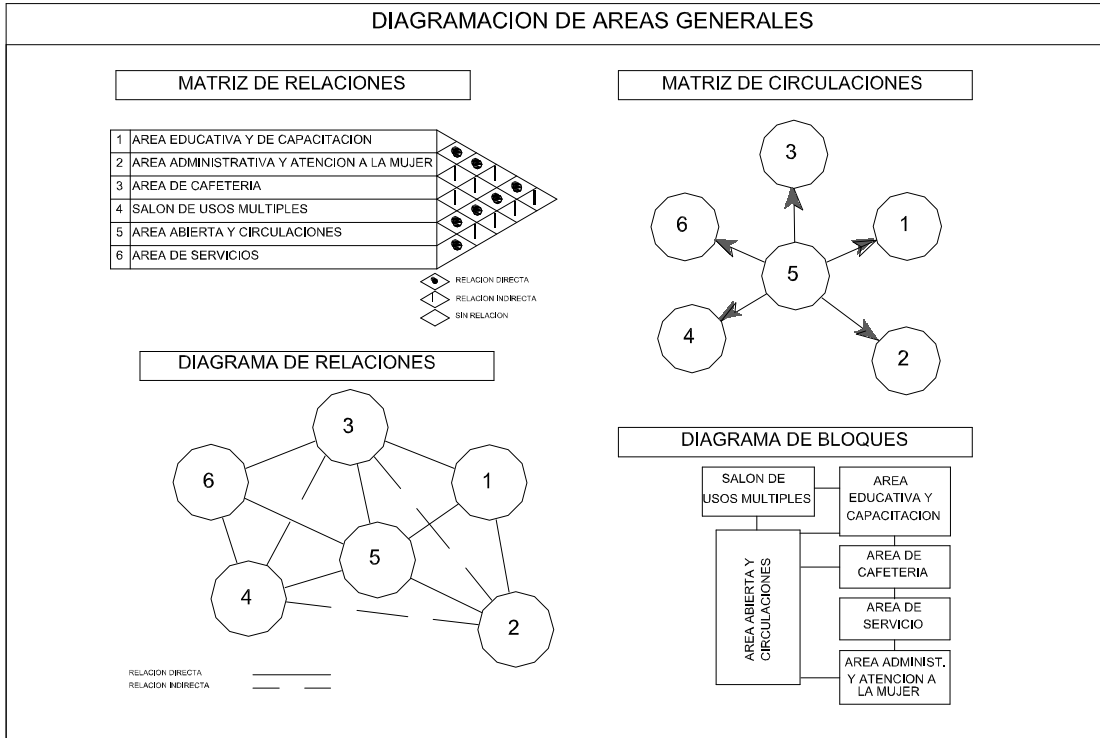 DIAGRAMACION DE AREAS GENERALES
MATRIZ DE RELACIONES
1 AREA EDUCATIVA Y DE CAPACITACION
2 AREA ADMINISTRATIVA Y ATENCION A LA MUJER
3 AREA DE CAFETERIA
4 SALON DE USOS MULTIPLES
5 AREA ABIERTA Y CIRCULACIONES
6 AREA DE SERVICIOS
RELACION DIRECTA
RELACION INDIRECTA
SIN RELACION
MATRIZ DE CIRCULACIONES
3
6
1
5
4
2
DIAGRAMA DE RELACIONES
3
6
1
5
4
2
RELACION DIRECTA
RELACION INDIRECTA
DIAGRAMA DE BLOQUES
SALON DE
USOS MULTIPLES
AREA
EDUCATIVA Y
CAPACITACION
AREA ABIERTA Y
CIRCULACIONES
AREA DE
CAFETERIA
AREA DE
SERVICIO
AREA ADMINIST.
Y ATENCION A
LA MUJER